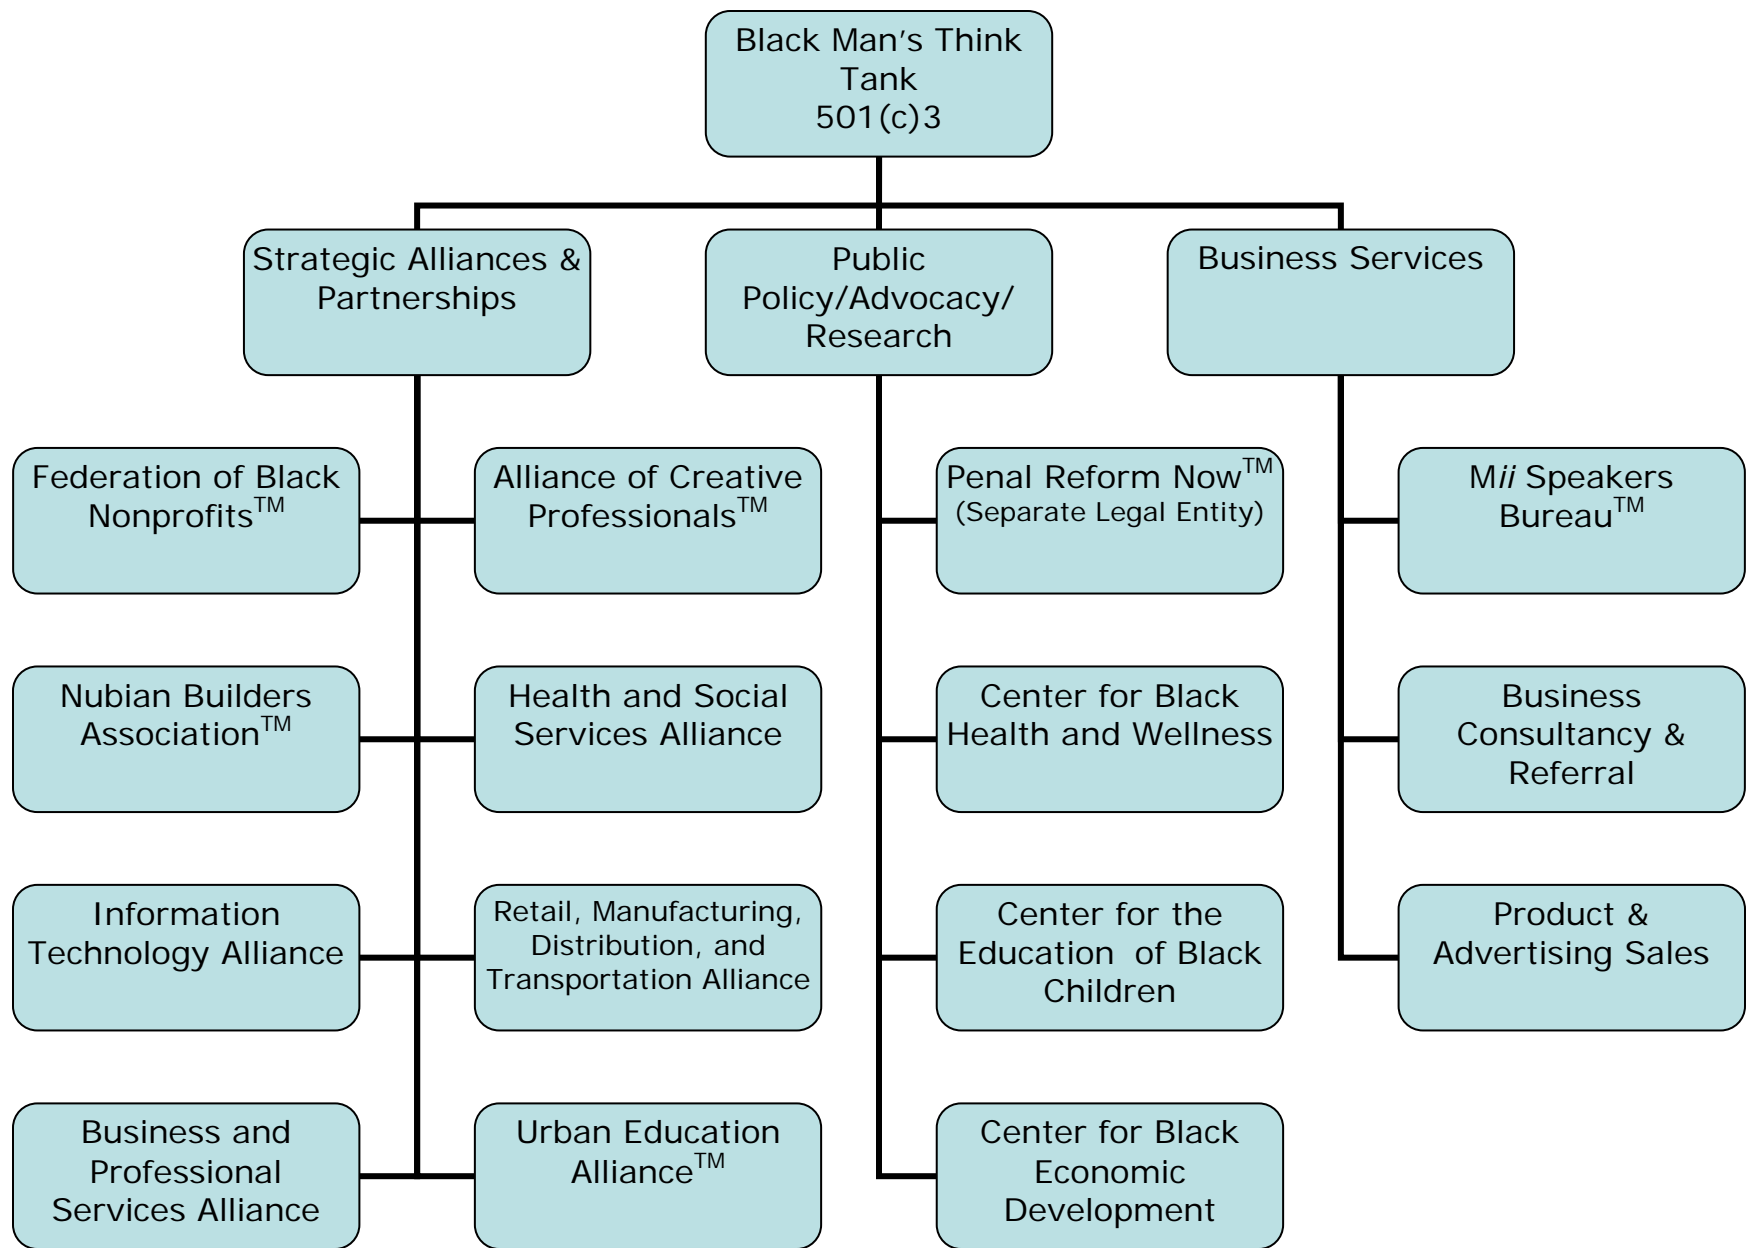 Black Man's Think
Tank
501(c)3
Strategic Alliances &
Partnerships
Public
Policy/Advocacy/
Research
Business Services
Federation of Black
Nonprofits™
Alliance of Creative
Professionals™
Penal Reform Now™
(Separate Legal Entity)
Mii Speakers
Bureau™
Nubian Builders
Association™
Health and Social
Services Alliance
Center for Black
Health and Wellness
Business
Consultancy &
Referral
Information
Technology Alliance
Retail, Manufacturing,
Distribution, and
Transportation Alliance
Center for the
Education of Black
Children
Product &
Advertising Sales
Business and
Professional
Services Alliance
Urban Education
Alliance™
Center for Black
Economic
Development